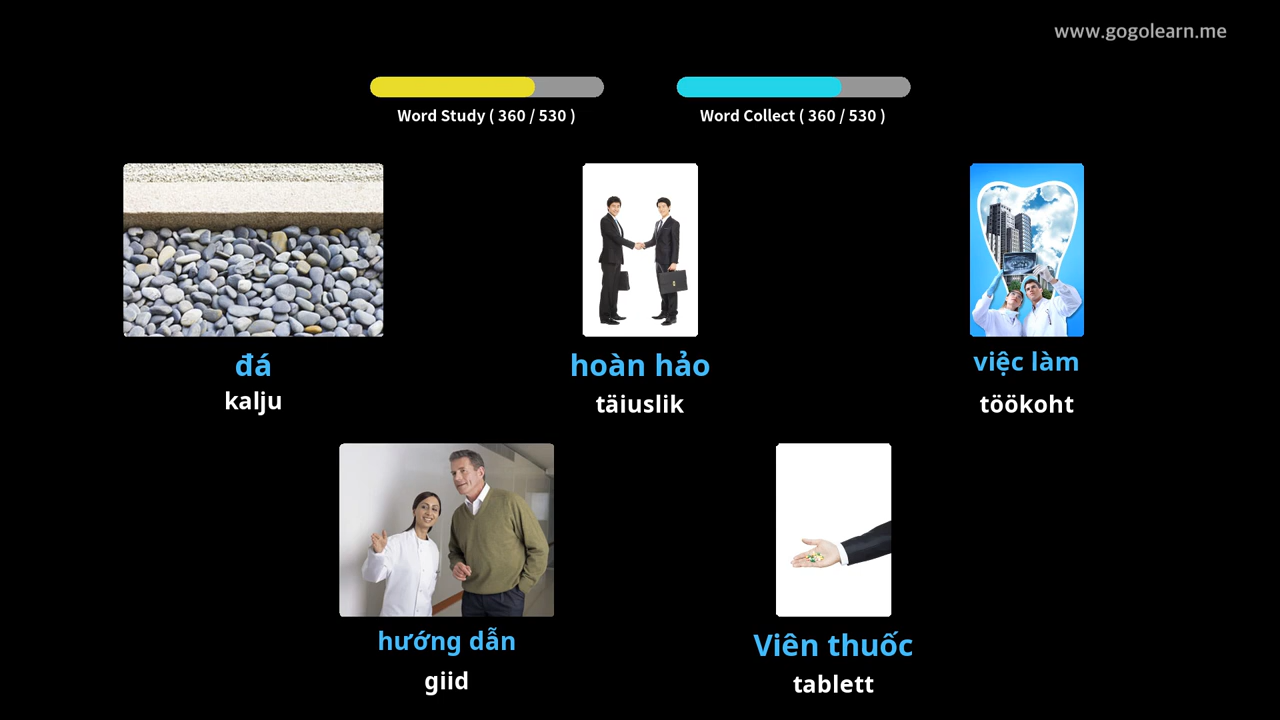 www.gogolearn.me
Word Study ( 360 / 530 )
Word Collect ( 360 / 530 )
đá
kalju
hoàn hảo
täiuslik
việc làm
töökoht
hướng dẫn
giid
Viên thuốc
tablett